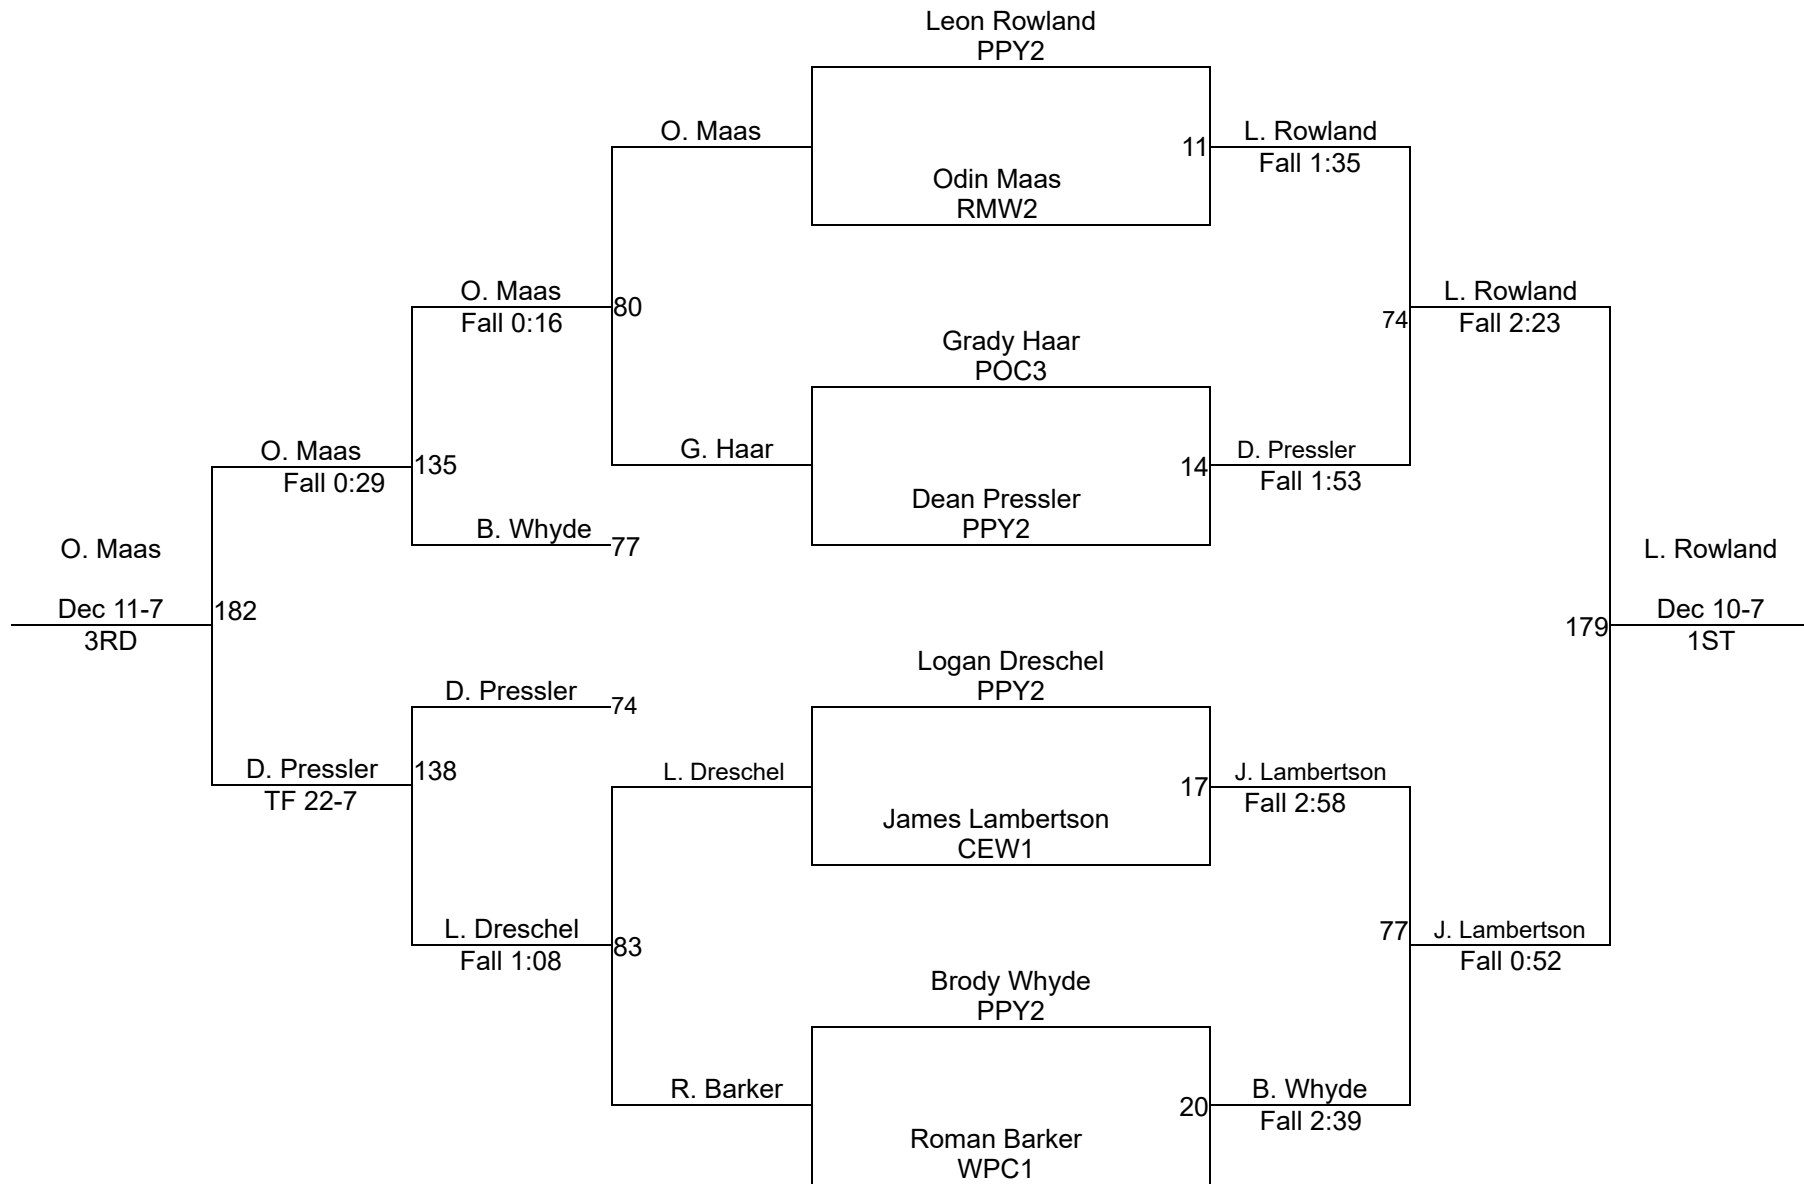 Leon Rowland
PPY2
O. Maas
11
L. Rowland
Fall 1:35
Odin Maas
RMW2
O. Maas
Fall 0:16
80
74
L. Rowland
Fall 2:23
Grady Haar
POC3
O. Maas
Fall 0:29
135
G. Haar
14
D. Pressler
Fall 1:53
Dean Pressler
PPY2
B. Whyde
77
O. Maas
Dec 11-7
3RD
182
179
L. Rowland
Dec 10-7
1ST
Logan Dreschel
PPY2
D. Pressler
74
D. Pressler
TF 22-7
138
L. Dreschel
17
J. Lambertson
Fall 2:58
James Lambertson
CEW1
L. Dreschel
Fall 1:08
83
77
J. Lambertson
Fall 0:52
Brody Whyde
PPY2
R. Barker
20
B. Whyde
Fall 2:39
Roman Barker
WPC1